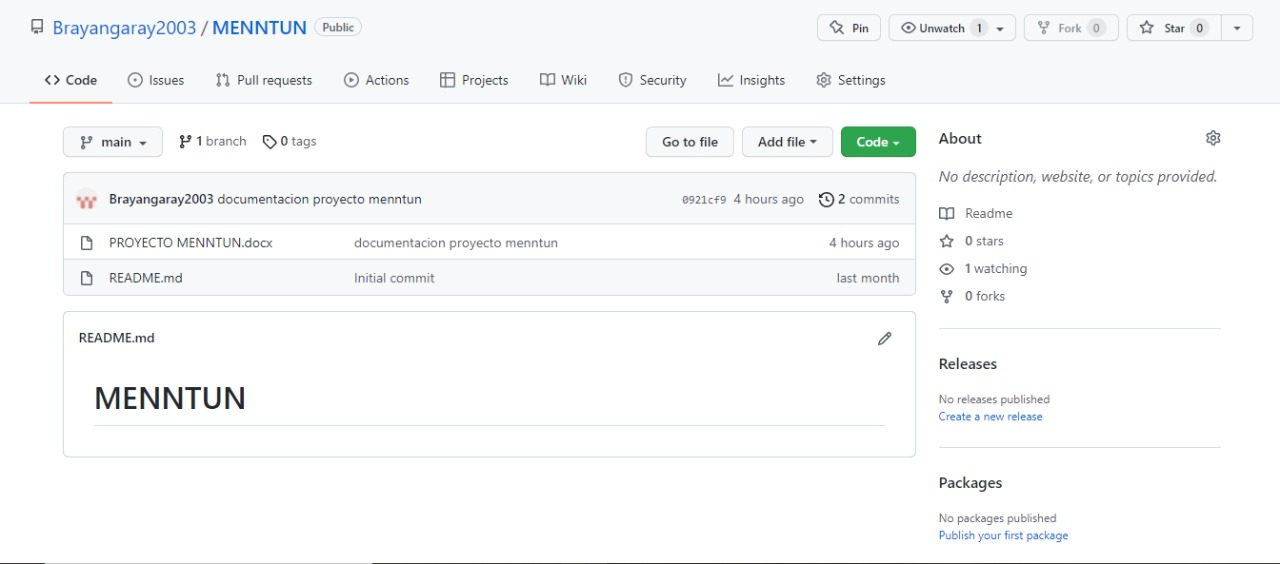 Brayangaray2003 / MENNTUN Public Pin Unwatch 1 Fork 0 Star 0
Code Issues Pull requests Actions Projects Wiki Security Insights Settings
main 1 branch 0 tags Go to file Add file Code
Brayangaray2003 documentacion proyecto menntun 0921cf9 4 hours ago 2 commits
PROYECTO MENNTUN.docx documentacion proyecto menntun 4 hours ago
README.md Initial commit last month
README.md
MENNTUN
About
No description, website, or topics provided.
Readme
0 stars
1 watching
0 forks
Releases
No releases published
Create a new release
Packages
No packages published
Publish your first package